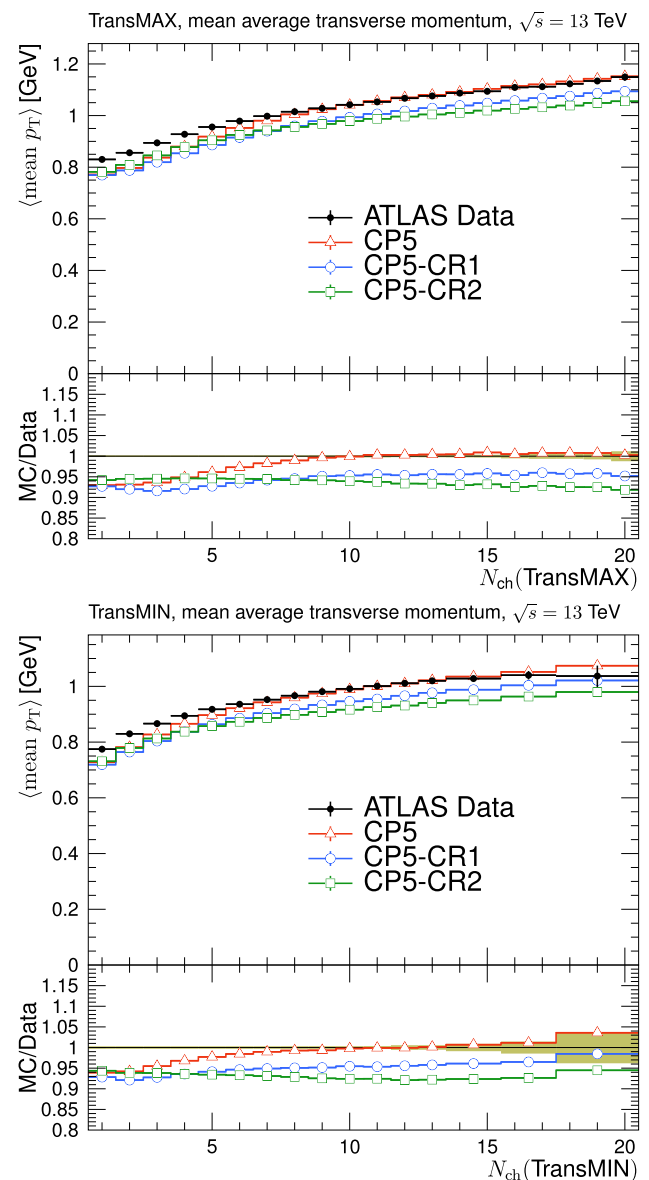 TransMAX, mean average transverse momentum, √s = 13 TeV
⟨mean pT⟩ [GeV]
1.2
1
0.8
0.6
0.4
0.2
0
ATLAS Data
CP5
CP5-CR1
CP5-CR2
MC/Data
1.15
1.1
1.05
1
0.95
0.9
0.85
0.8
5 10 15 20
Nch(TransMAX)
TransMIN, mean average transverse momentum, √s = 13 TeV
⟨mean pT⟩ [GeV]
1
0.8
0.6
0.4
0.2
0
ATLAS Data
CP5
CP5-CR1
CP5-CR2
MC/Data
1.15
1.1
1.05
1
0.95
0.9
0.85
0.8
5 10 15 20
Nch(TransMIN)